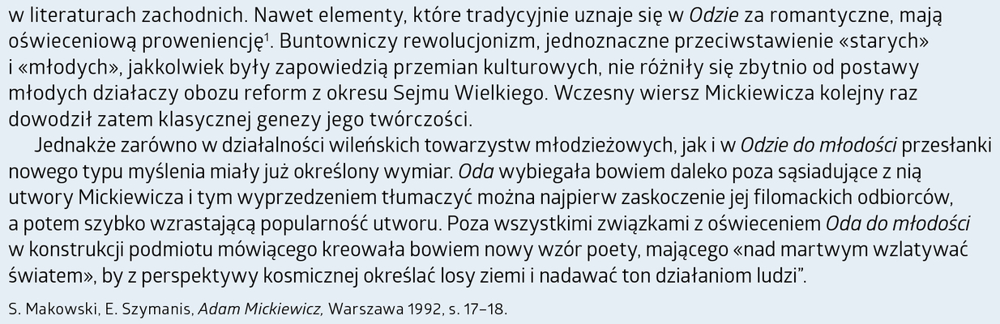 w literaturach zachodnich. Nawet elementy, które tradycyjnie uznaje się w Odzie za romantyczne, mają
oświeceniową proweniencję¹. Buntowniczy rewolucjonizm, jednoznaczne przeciwstawienie «starych»
i «młodych», jakkolwiek były zapowiedzią przemian kulturowych, nie różniły się zbytnio od postawy
młodych działaczy obozu reform z okresu Sejmu Wielkiego. Wczesny wiersz Mickiewicza kolejny raz
dowodził zatem klasycznej genezy jego twórczości.
Jednakże zarówno w działalności wileńskich towarzystw młodzieżowych, jak i w Odzie do młodości przesłanki
nowego typu myślenia miały już określony wymiar. Oda wybiegała bowiem daleko poza sąsiadujące z nią
utwory Mickiewicza i tym wyprzedzeniem tłumaczyć można najpierw zaskoczenie jej filomackich odbiorców,
a potem szybko wzrastającą popularność utworu. Poza wszystkimi związkami z oświeceniem Oda do młodości
w konstrukcji podmiotu mówiącego kreowała bowiem nowy wzór poety, mającego «nad martwym wzlatywać
światem», by z perspektywy kosmicznej określać losy ziemi i nadawać ton działaniom ludzi”.
S. Makowski, E. Szymanis, Adam Mickiewicz, Warszawa 1992, s. 17–18.